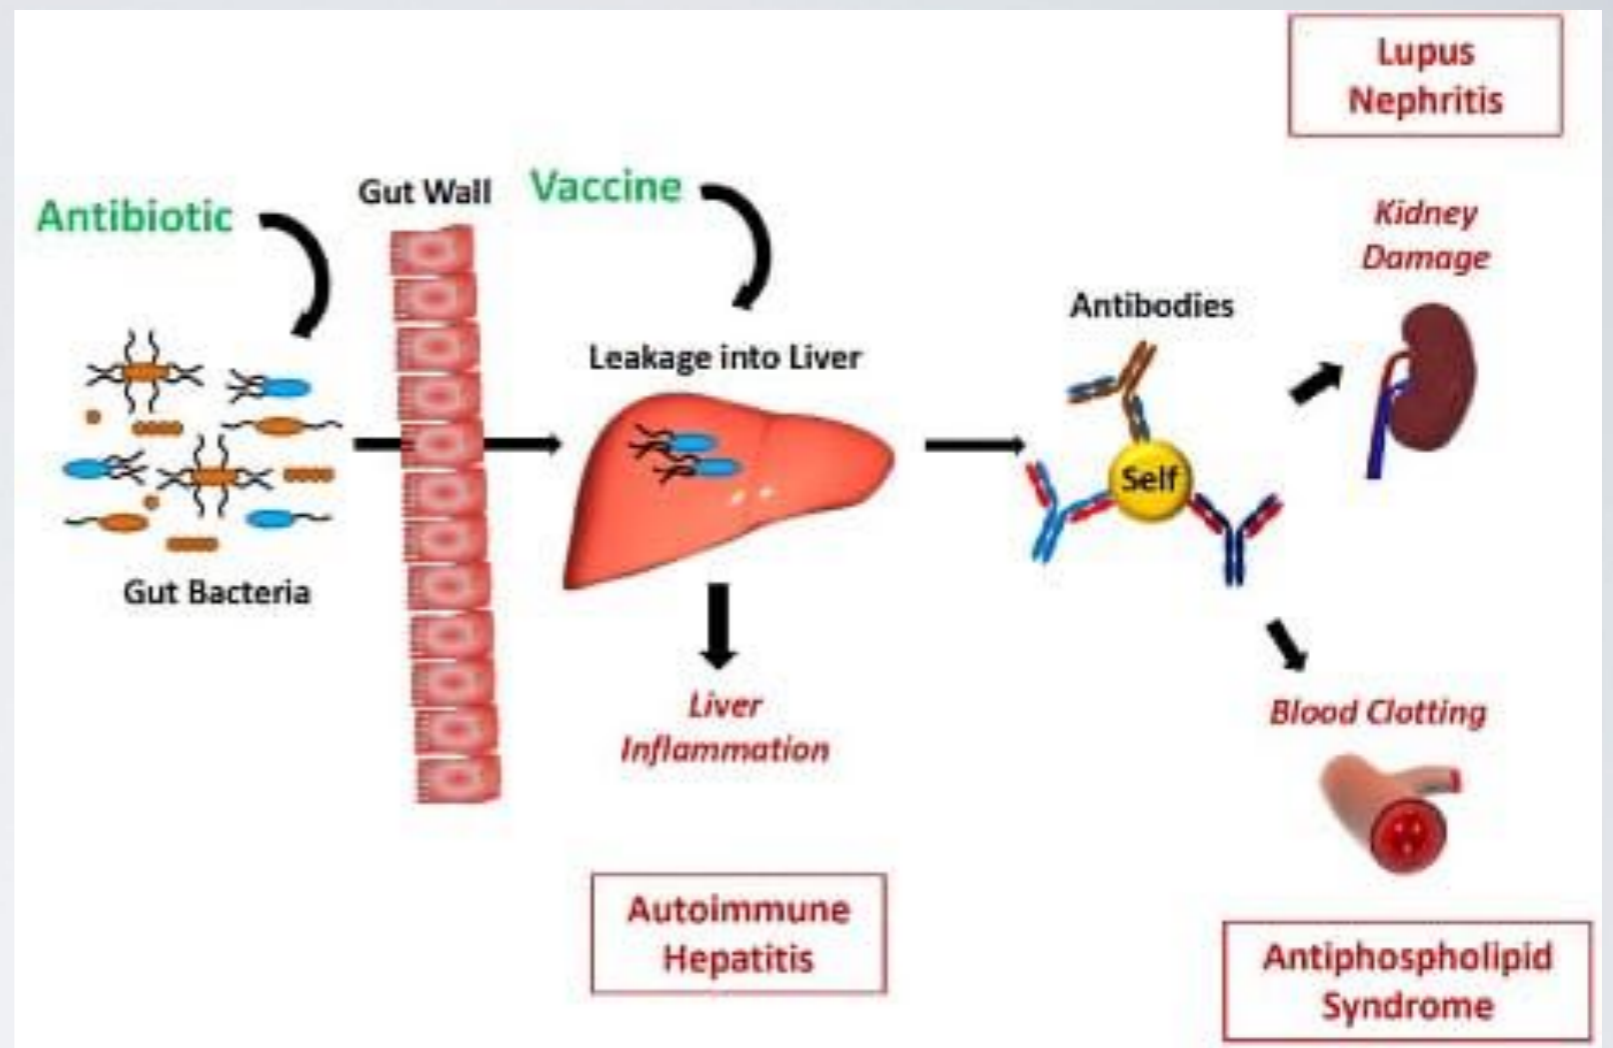 Lupus
Nephritis
Antibiotic
Gut Wall
Vaccine
Kidney
Damage
Antibodies
Leakage into Liver
Self
Gut Bacteria
Liver
Inflammation
Blood Clotting
Autoimmune
Hepatitis
Antiphospholipid
Syndrome